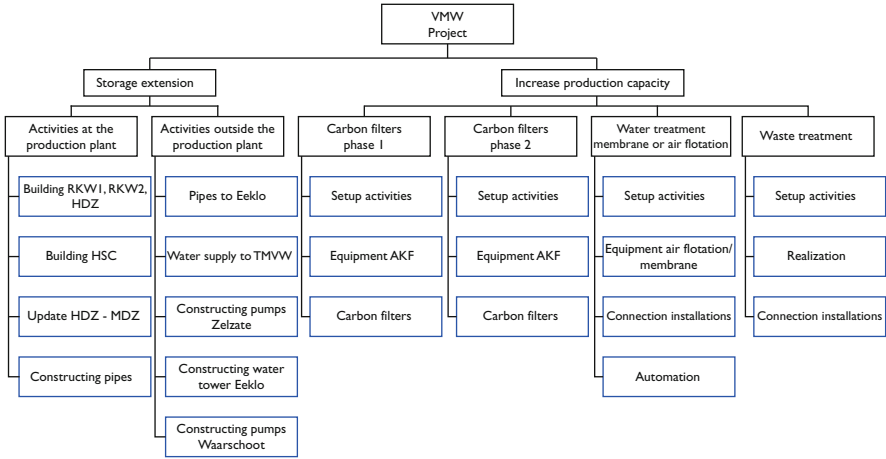 VMW
Project
Storage extension
Increase production capacity
Activities at the
production plant
Activities outside the
production plant
Carbon filters
phase 1
Carbon filters
phase 2
Water treatment
membrane or air flotation
Waste treatment
Building RKW1, RKW2,
HDZ
Building HSC
Update HDZ - MDZ
Constructing pipes
Pipes to Eeklo
Water supply to TMVW
Constructing pumps
Zelzate
Constructing water
tower Eeklo
Constructing pumps
Waarschoot
Setup activities
Equipment AKF
Carbon filters
Setup activities
Equipment AKF
Carbon filters
Setup activities
Equipment air flotation/
membrane
Connection installations
Automation
Setup activities
Realization
Connection installations